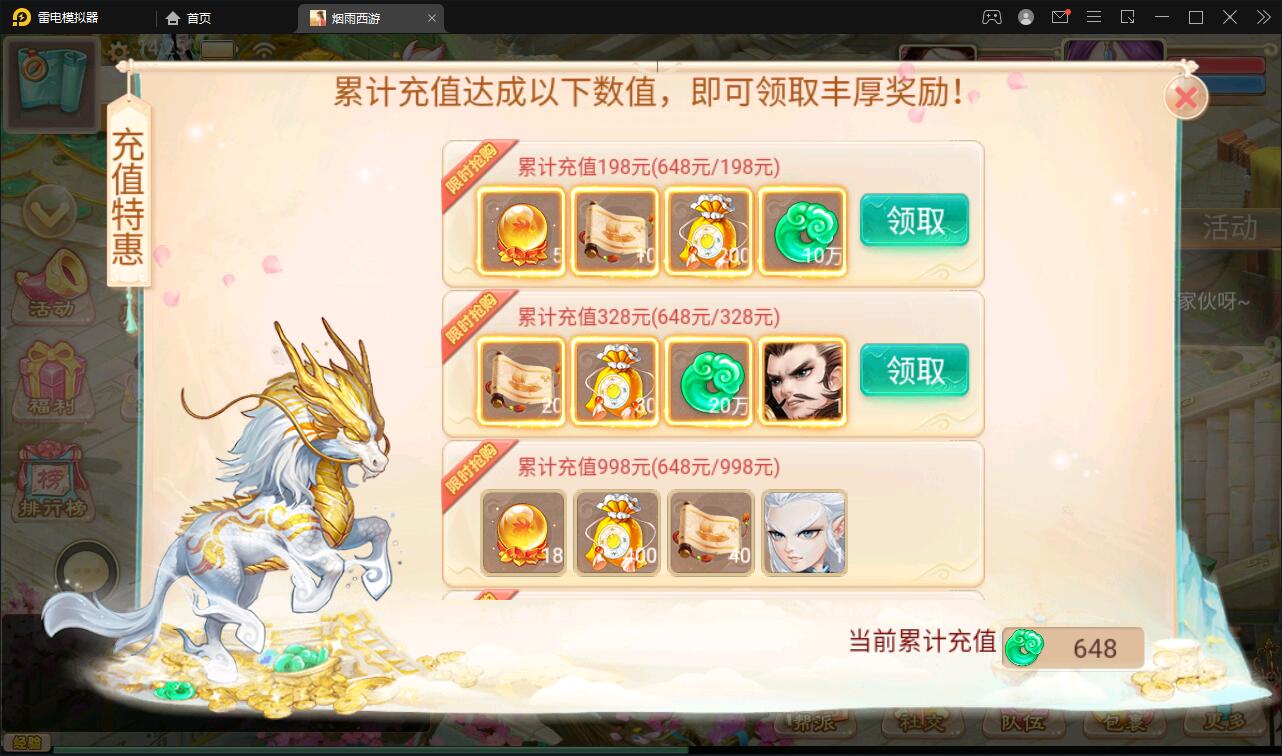 雷电模拟器
首页
烟雨西游
累计充值达成以下数值，即可领取丰厚奖励！
充值特惠
限时抢购
累计充值198元(648元/198元)
5
10
200
10万
领取
限时抢购
累计充值328元(648元/328元)
20
80
20万
领取
限时抢购
累计充值998元(648元/998元)
18
400
40
1
活动
家伙呀~
活动
福利
榜
排行榜
当前累计充值
648
帮派
社交
队伍
包裹
更多
经验